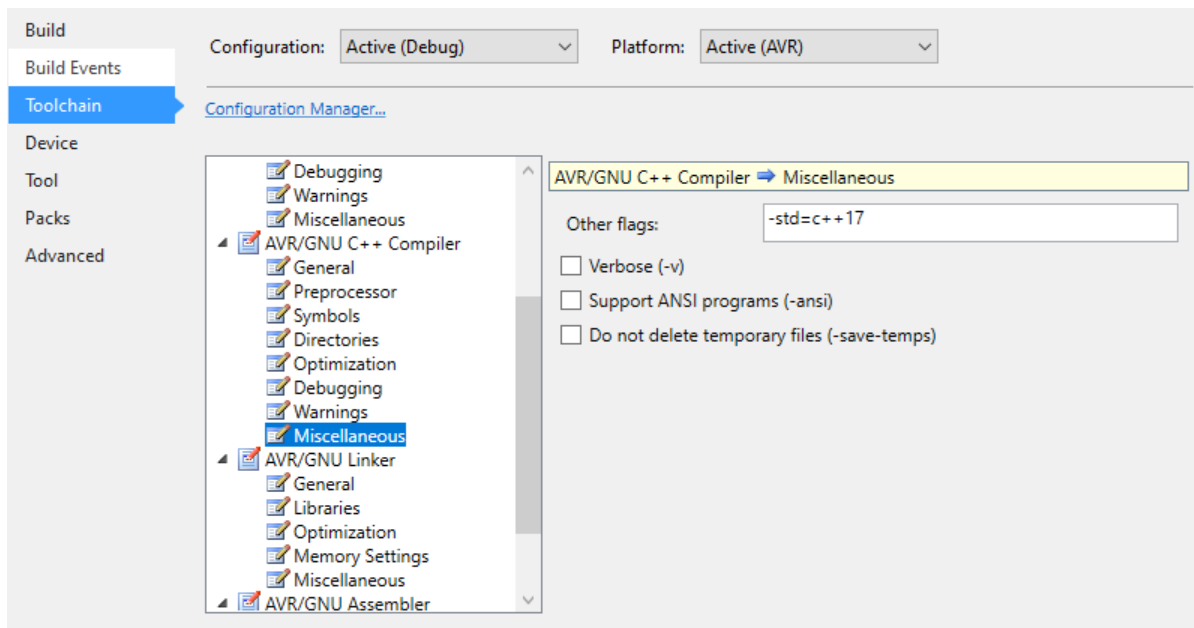 Build
Build Events
Toolchain
Device
Tool
Packs
Advanced
Configuration: Active (Debug) Platform: Active (AVR)
Configuration Manager...
Debugging
Warnings
Miscellaneous
AVR/GNU C++ Compiler
General
Preprocessor
Symbols
Directories
Optimization
Debugging
Warnings
Miscellaneous
AVR/GNU Linker
General
Libraries
Optimization
Memory Settings
Miscellaneous
AVR/GNU Assembler
AVR/GNU C++ Compiler ➡ Miscellaneous
Other flags: -std=c++17
Verbose (-v)
Support ANSI programs (-ansi)
Do not delete temporary files (-save-temps)